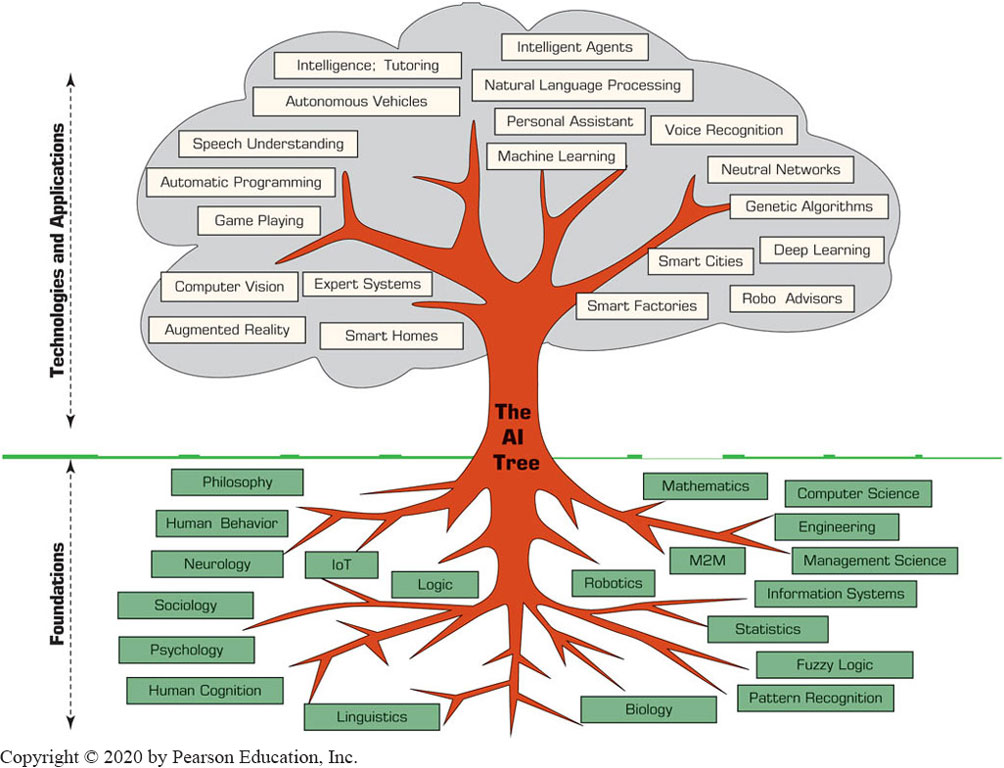 Intelligent Agents
Intelligence; Tutoring
Natural Language Processing
Autonomous Vehicles
Personal Assistant
Voice Recognition
Speech Understanding
Machine Learning
Neutral Networks
Automatic Programming
Genetic Algorithms
Game Playing
Deep Learning
Smart Cities
Computer Vision
Expert Systems
Robo Advisors
Smart Factories
Augmented Reality
Smart Homes
Technologies and Applications
The
AI
Tree
Philosophy
Mathematics
Computer Science
Human Behavior
Engineering
Neurology
IoT
M2M
Management Science
Logic
Robotics
Information Systems
Sociology
Statistics
Psychology
Fuzzy Logic
Human Cognition
Pattern Recognition
Linguistics
Biology
Foundations
Copyright © 2020 by Pearson Education, Inc.